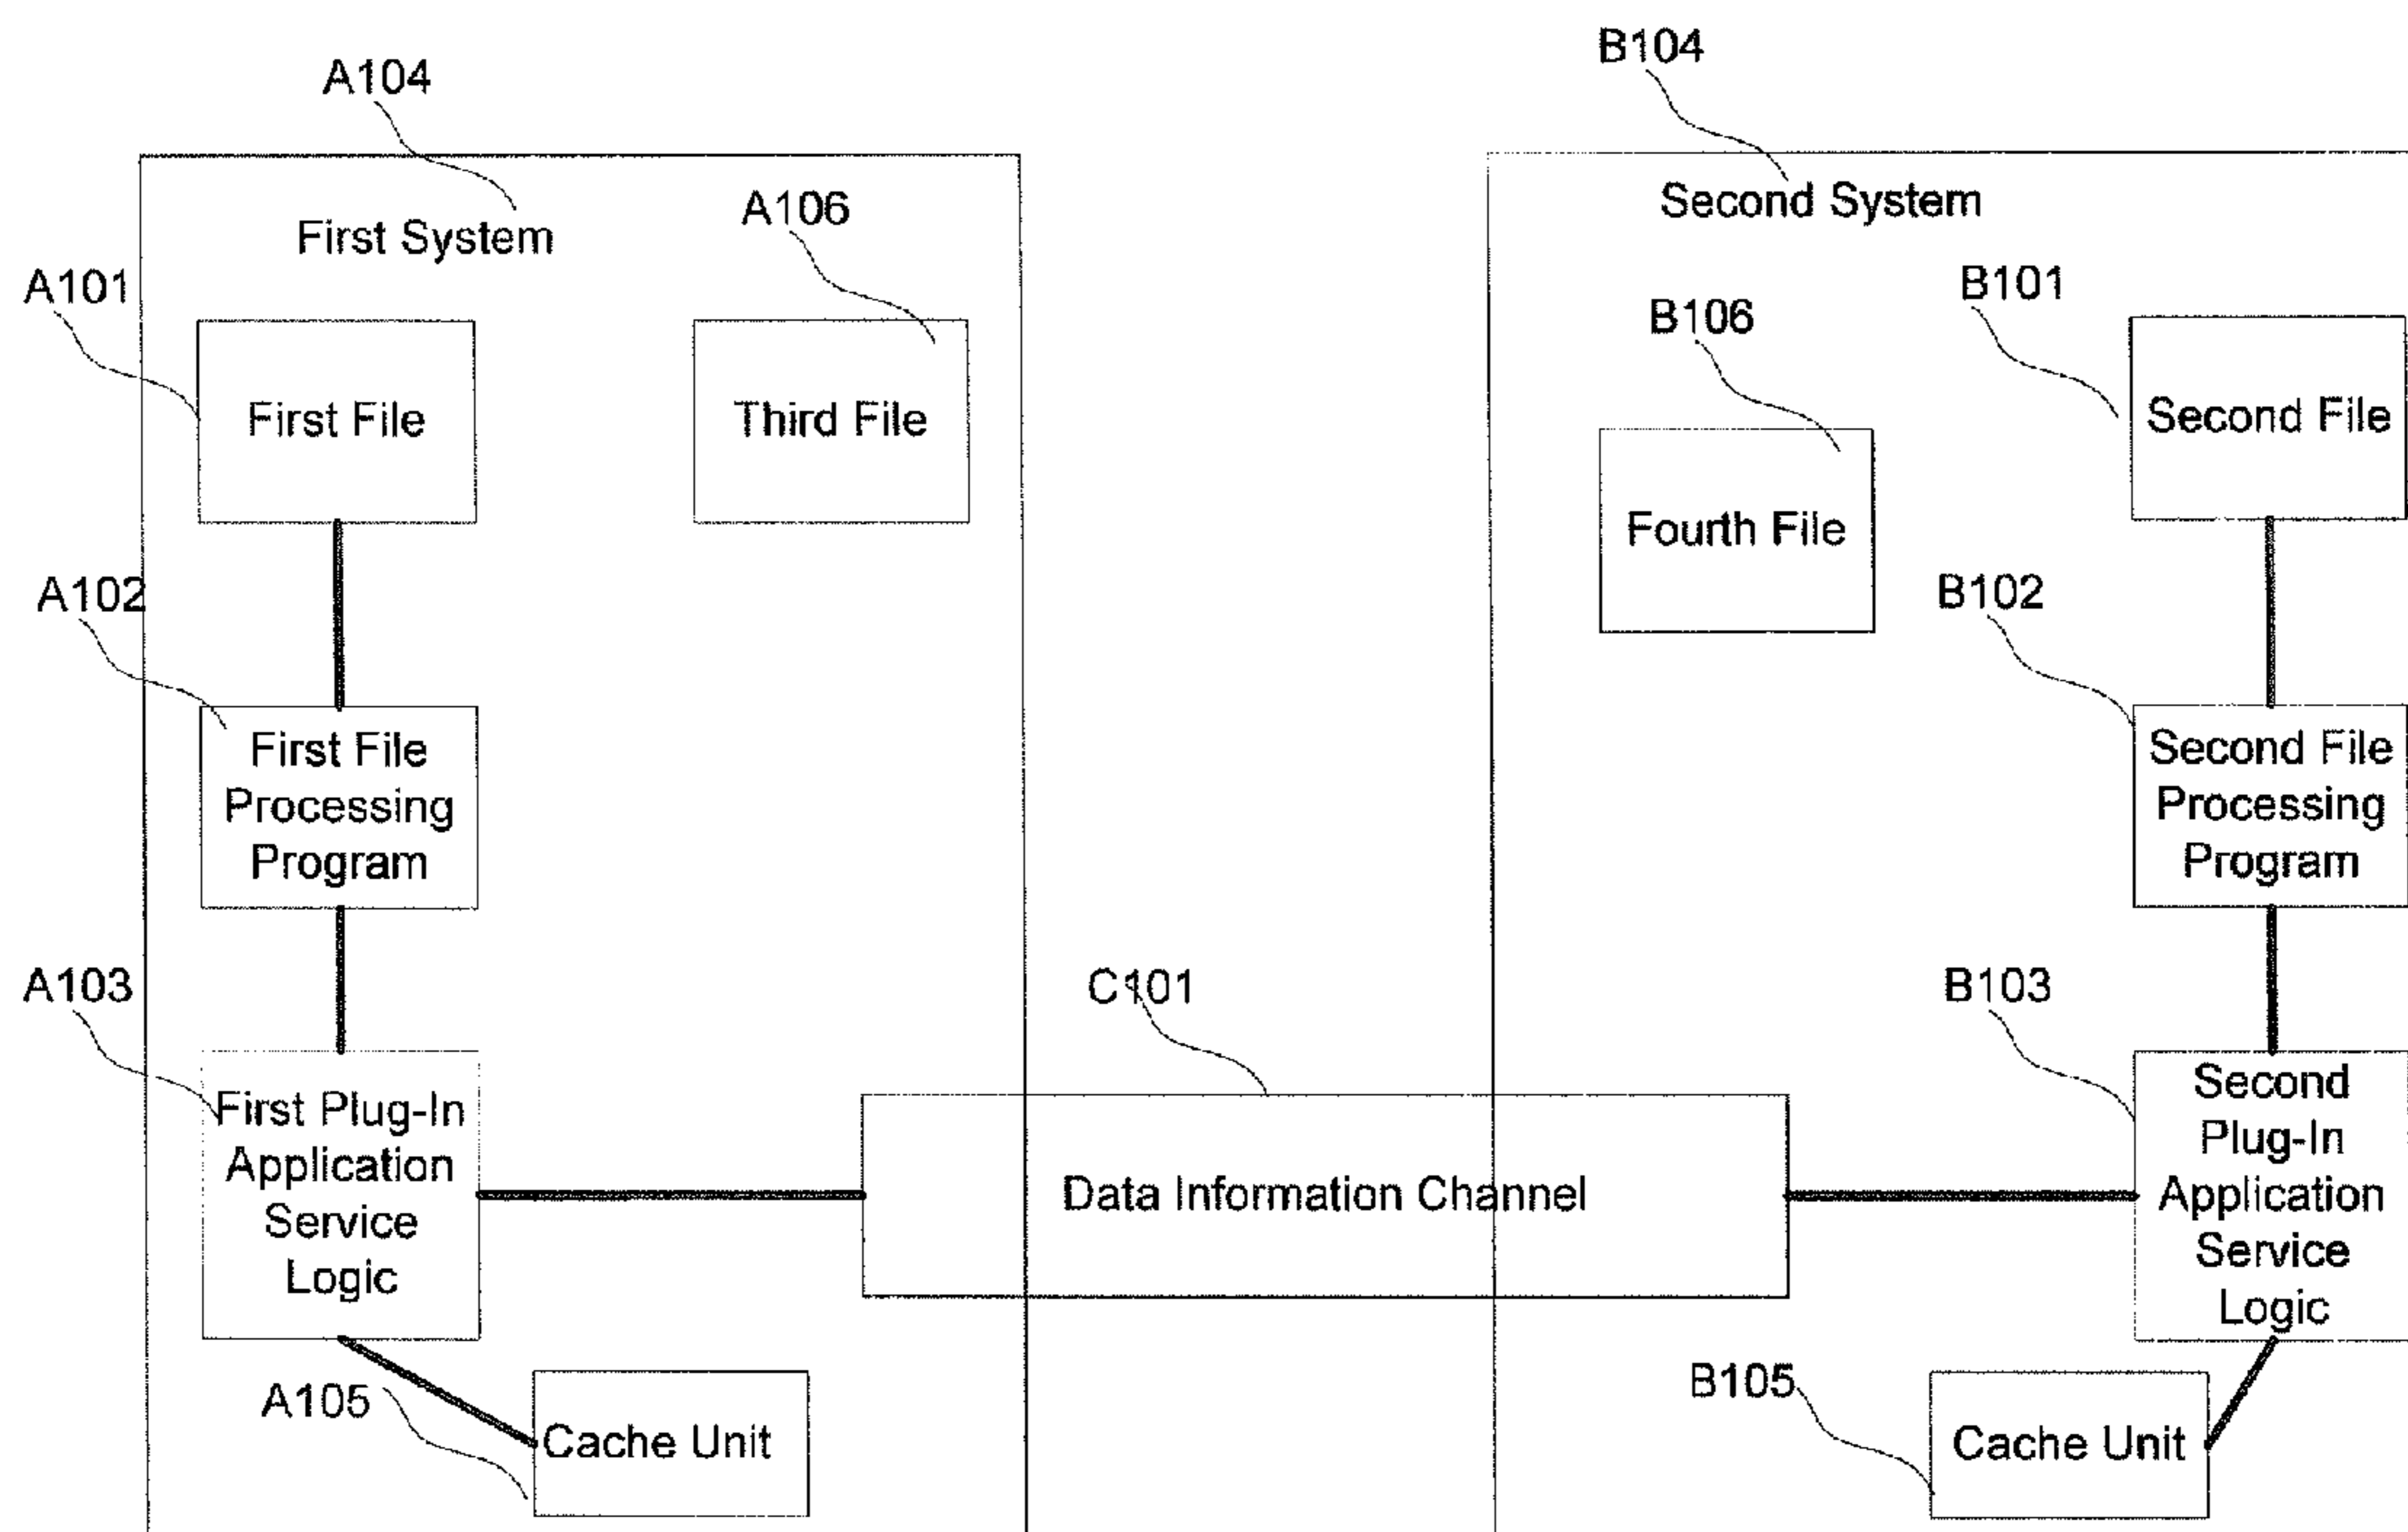 A104
B104
First System
Second System
A106
A101
B101
B106
First File
Third File
Second File
Fourth File
A102
B102
First File
Processing
Program
Second File
Processing
Program
A103
C101
B103
First Plug-In
Application
Service
Logic
Data Information Channel
Second
Plug-In
Application
Service
Logic
A105
Cache Unit
B105
Cache Unit